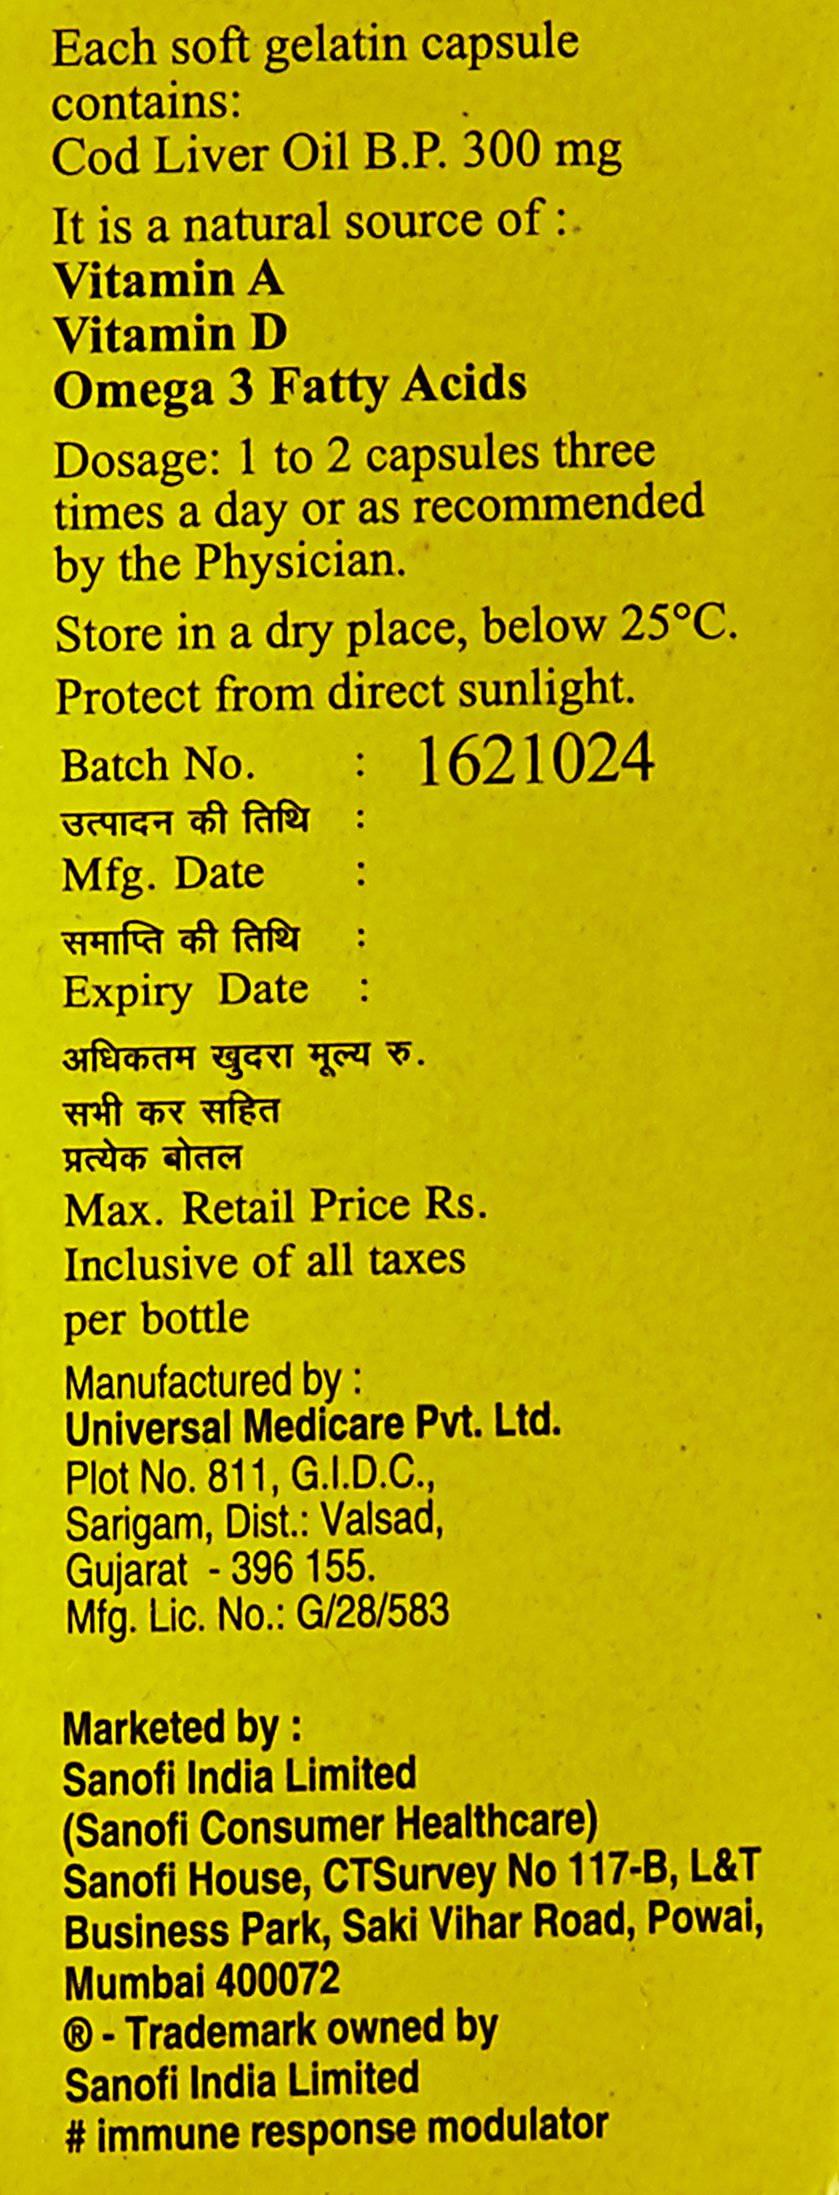 Each soft gelatin capsule
contains:
Cod Liver Oil B.P. 300 mg
It is a natural source of :
Vitamin A
Vitamin D
Omega 3 Fatty Acids
Dosage: 1 to 2 capsules three
times a day or as recommended
by the Physician.
Store in a dry place, below 25°C.
Protect from direct sunlight.
Batch No. : 1621024
उत्पादन की तिथि :
Mfg. Date :
समाप्ति की तिथि :
Expiry Date :
अधिकतम खुदरा मूल्य रु.
सभी कर सहित
प्रत्येक बोतल
Max. Retail Price Rs.
Inclusive of all taxes
per bottle
Manufactured by :
Universal Medicare Pvt. Ltd.
Plot No. 811, G.I.D.C.,
Sarigam, Dist.: Valsad,
Gujarat - 396 155.
Mfg. Lic. No.: G/28/583
Marketed by :
Sanofi India Limited
(Sanofi Consumer Healthcare)
Sanofi House, CTSurvey No 117-B, L&T
Business Park, Saki Vihar Road, Powai,
Mumbai 400072
® - Trademark owned by
Sanofi India Limited
# immune response modulator